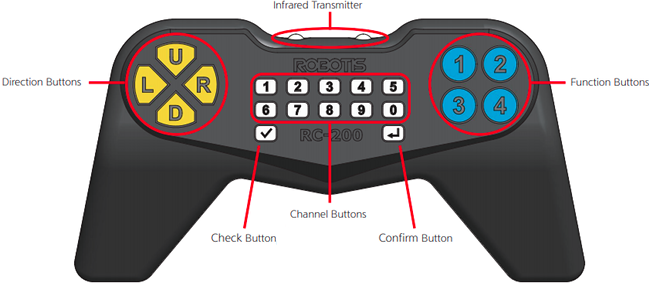 Infrared Transmitter
ROBOTIS
Direction Buttons
U
L R
D
1 2 3 4 5
6 7 8 9 0
RC-200
1 2
3 4
Function Buttons
Channel Buttons
Check Button
Confirm Button